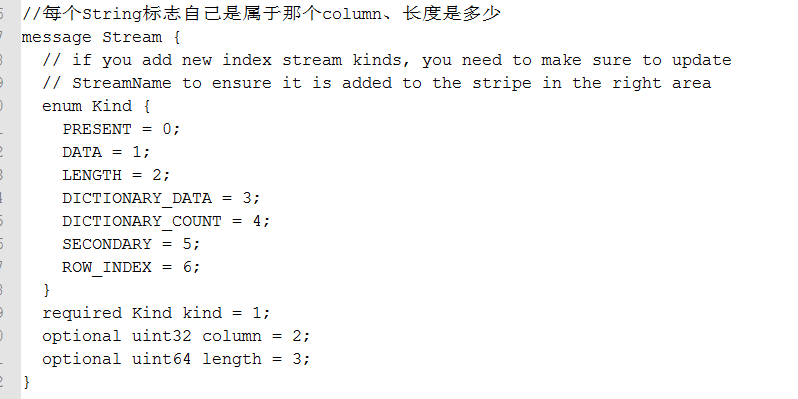 //每个String标志自己是属于那个column、长度是多少
message Stream {
  // if you add new index stream kinds, you need to make sure to update
  // StreamName to ensure it is added to the stripe in the right area
  enum Kind {
    PRESENT = 0;
    DATA = 1;
    LENGTH = 2;
    DICTIONARY_DATA = 3;
    DICTIONARY_COUNT = 4;
    SECONDARY = 5;
    ROW_INDEX = 6;
  }
  required Kind kind = 1;
  optional uint32 column = 2;
  optional uint64 length = 3;
}